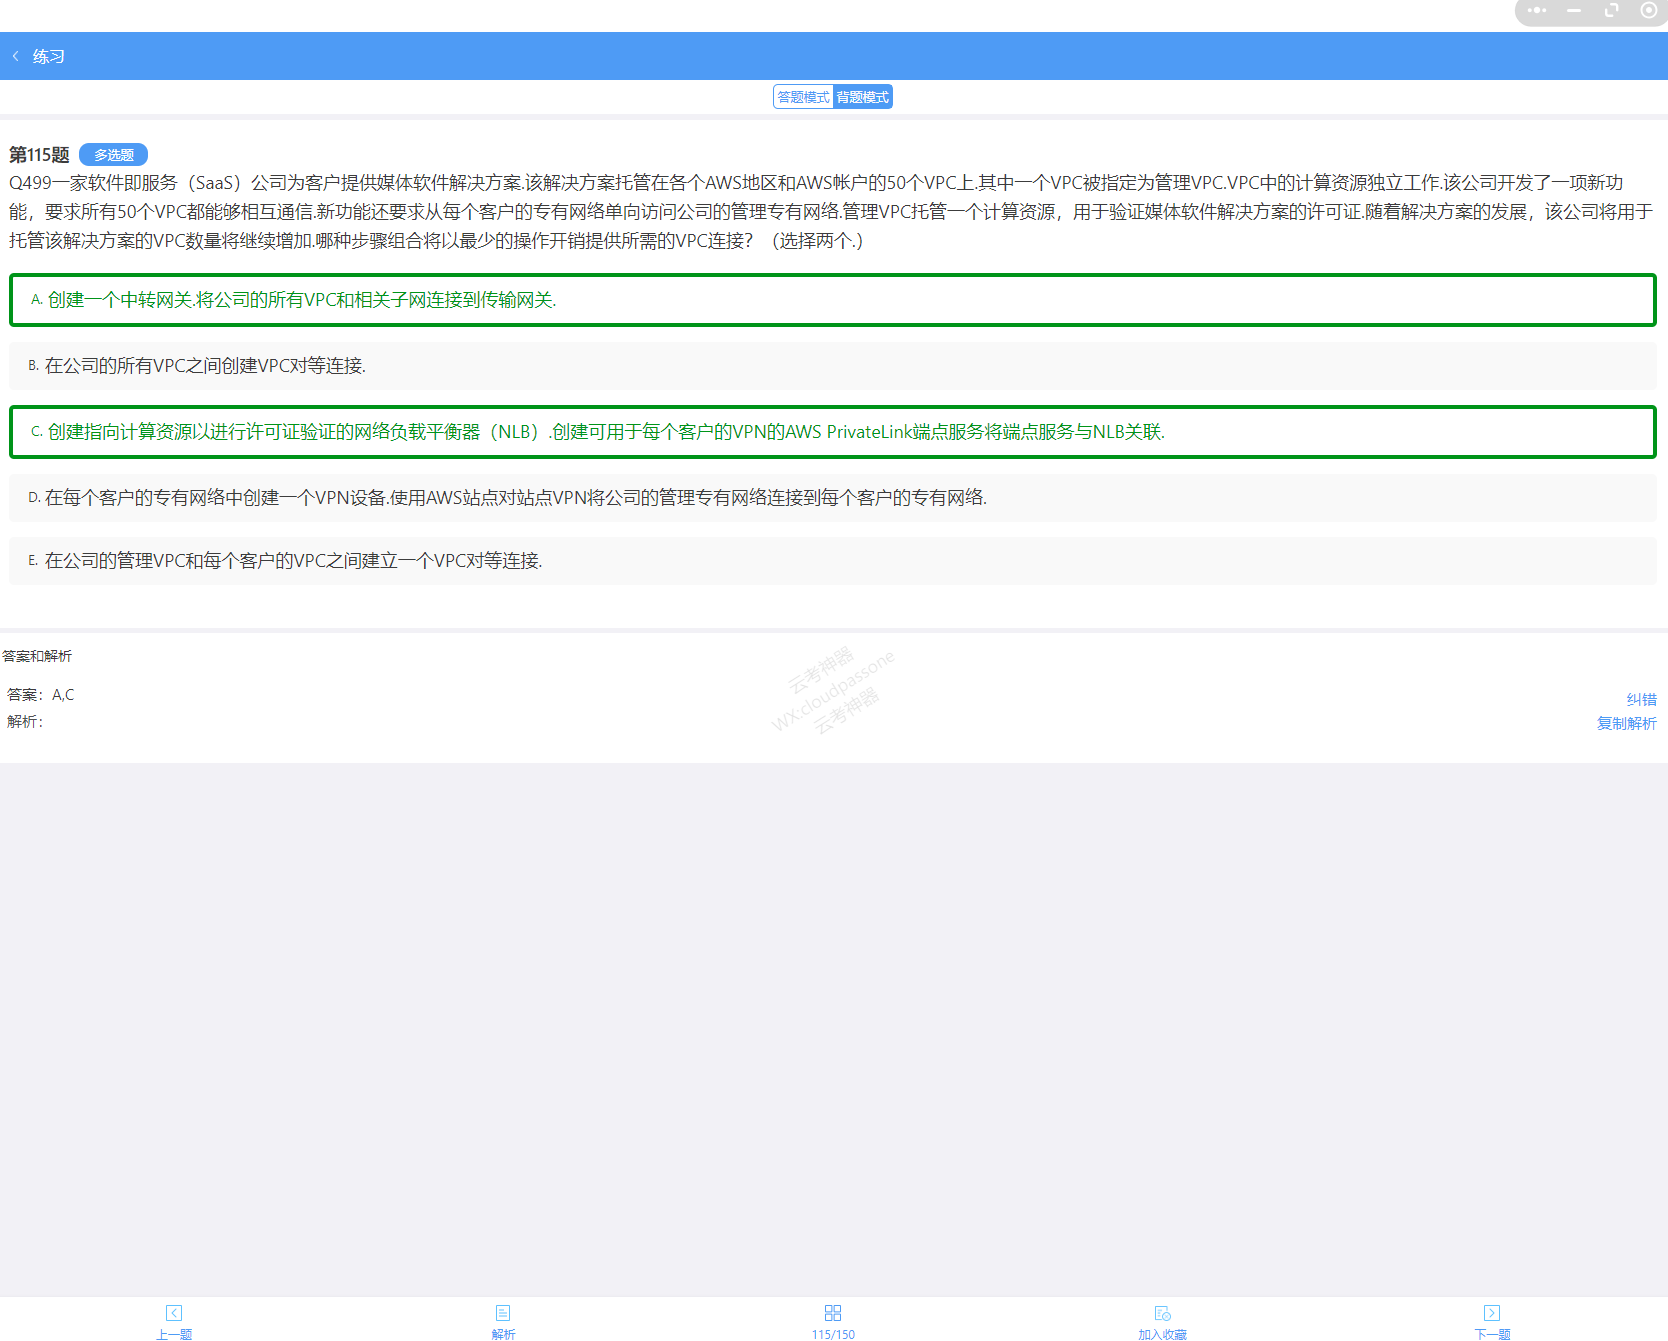 练习
答题模式 背题模式
第115题 多选题
Q499一家软件即服务（SaaS）公司为客户提供媒体软件解决方案.该解决方案托管在各个AWS地区和AWS帐户的50个VPC上.其中一个VPC被指定为管理VPC.VPC中的计算资源独立工作.该公司开发了一项新功
能，要求所有50个VPC都能够相互通信.新功能还要求从每个客户的专有网络单向访问公司的管理专有网络.管理VPC托管一个计算资源，用于验证媒体软件解决方案的许可证.随着解决方案的发展，该公司将用于
托管该解决方案的VPC数量将继续增加.哪种步骤组合将以最少的操作开销提供所需的VPC连接？（选择两个.）
A. 创建一个中转网关.将公司的所有VPC和相关子网连接到传输网关.
B. 在公司的所有VPC之间创建VPC对等连接.
C. 创建指向计算资源以进行许可证验证的网络负载平衡器（NLB）.创建可用于每个客户的VPN的AWS PrivateLink端点服务将端点服务与NLB关联.
D. 在每个客户的专有网络中创建一个VPN设备.使用AWS站点对站点VPN将公司的管理专有网络连接到每个客户的专有网络.
E. 在公司的管理VPC和每个客户的VPC之间建立一个VPC对等连接.
答案和解析
云考神器
WX:cloudpassone
云考神器
答案：A,C
纠错
解析：
复制解析
上一题 解析 115/150 加入收藏 下一题